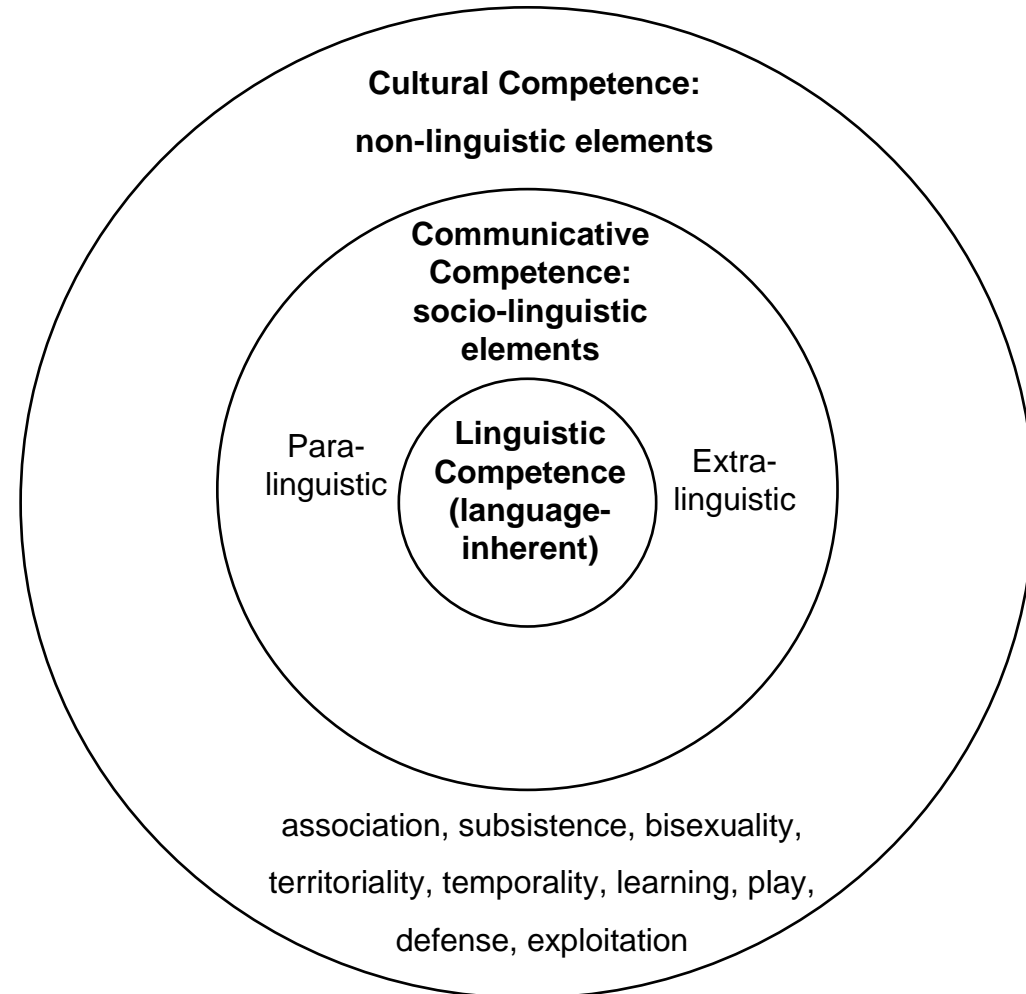 Cultural Competence:
non-linguistic elements
Communicative
Competence:
socio-linguistic
elements
Para-
linguistic
Linguistic
Competence
(language-
inherent)
Extra-
linguistic
association, subsistence, bisexuality,
territoriality, temporality, learning, play,
defense, exploitation